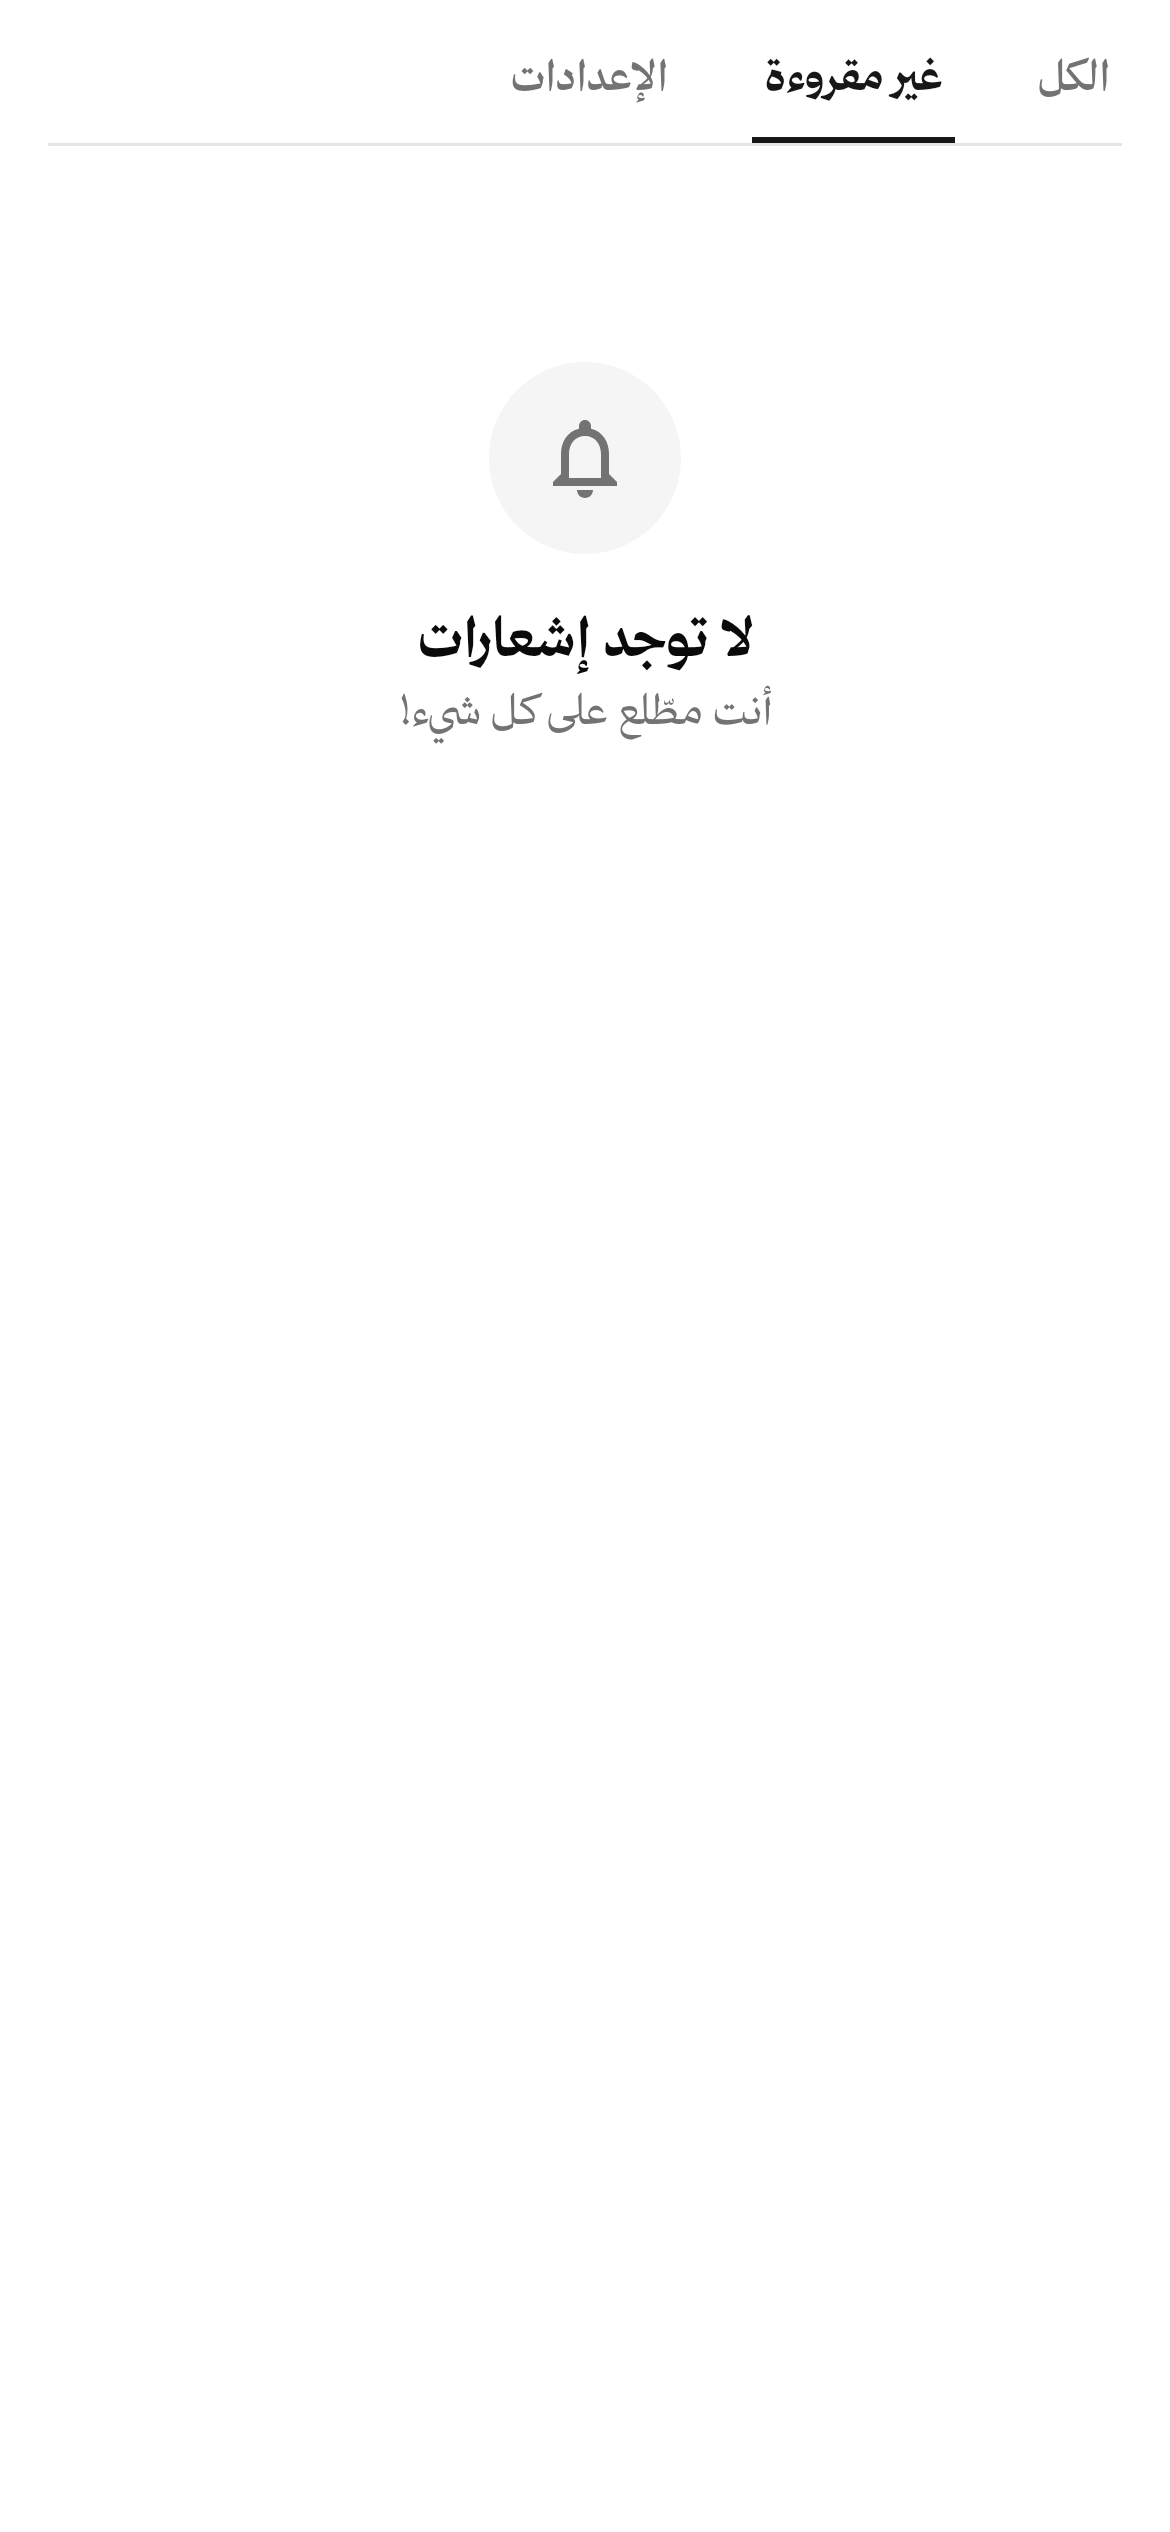 الكل
غير مقروءة
الإعدادات
لا توجد إشعارات
أنت مطّلع على كل شيء!